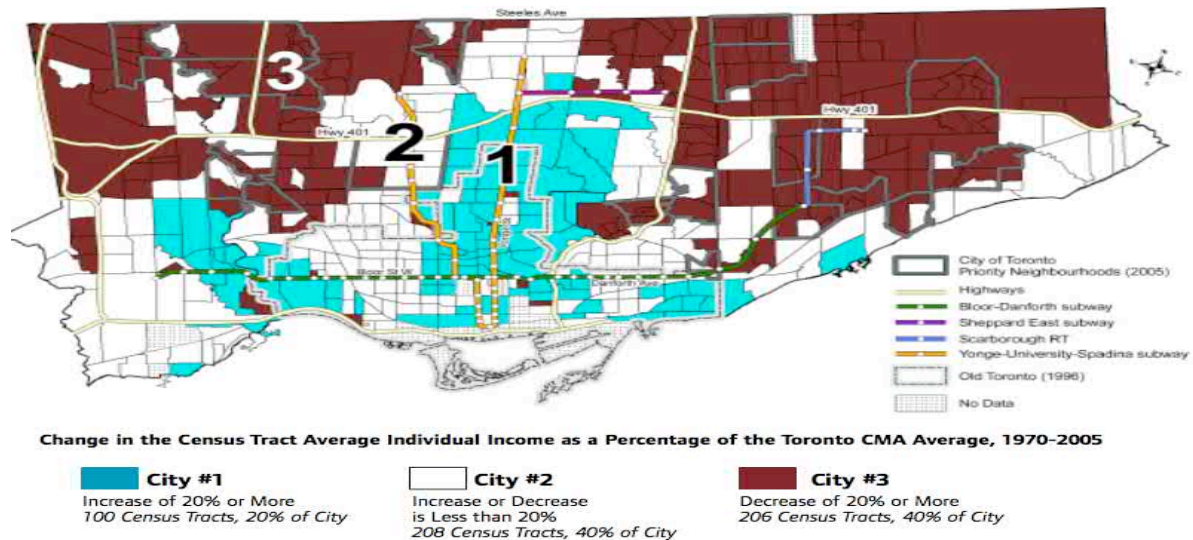 Steeles Ave
3
Hwy 401
Hwy 401
2
1
Bloor St W
Danforth Ave
City of Toronto
Priority Neighbourhoods (2005)
Highways
Bloor-Danforth subway
Sheppard East subway
Scarborough RT
Yonge-University-Spadina subway
Old Toronto (1996)
No Data
Change in the Census Tract Average Individual Income as a Percentage of the Toronto CMA Average, 1970-2005
City #1
Increase of 20% or More
100 Census Tracts, 20% of City
City #2
Increase or Decrease
is Less than 20%
208 Census Tracts, 40% of City
City #3
Decrease of 20% or More
206 Census Tracts, 40% of City